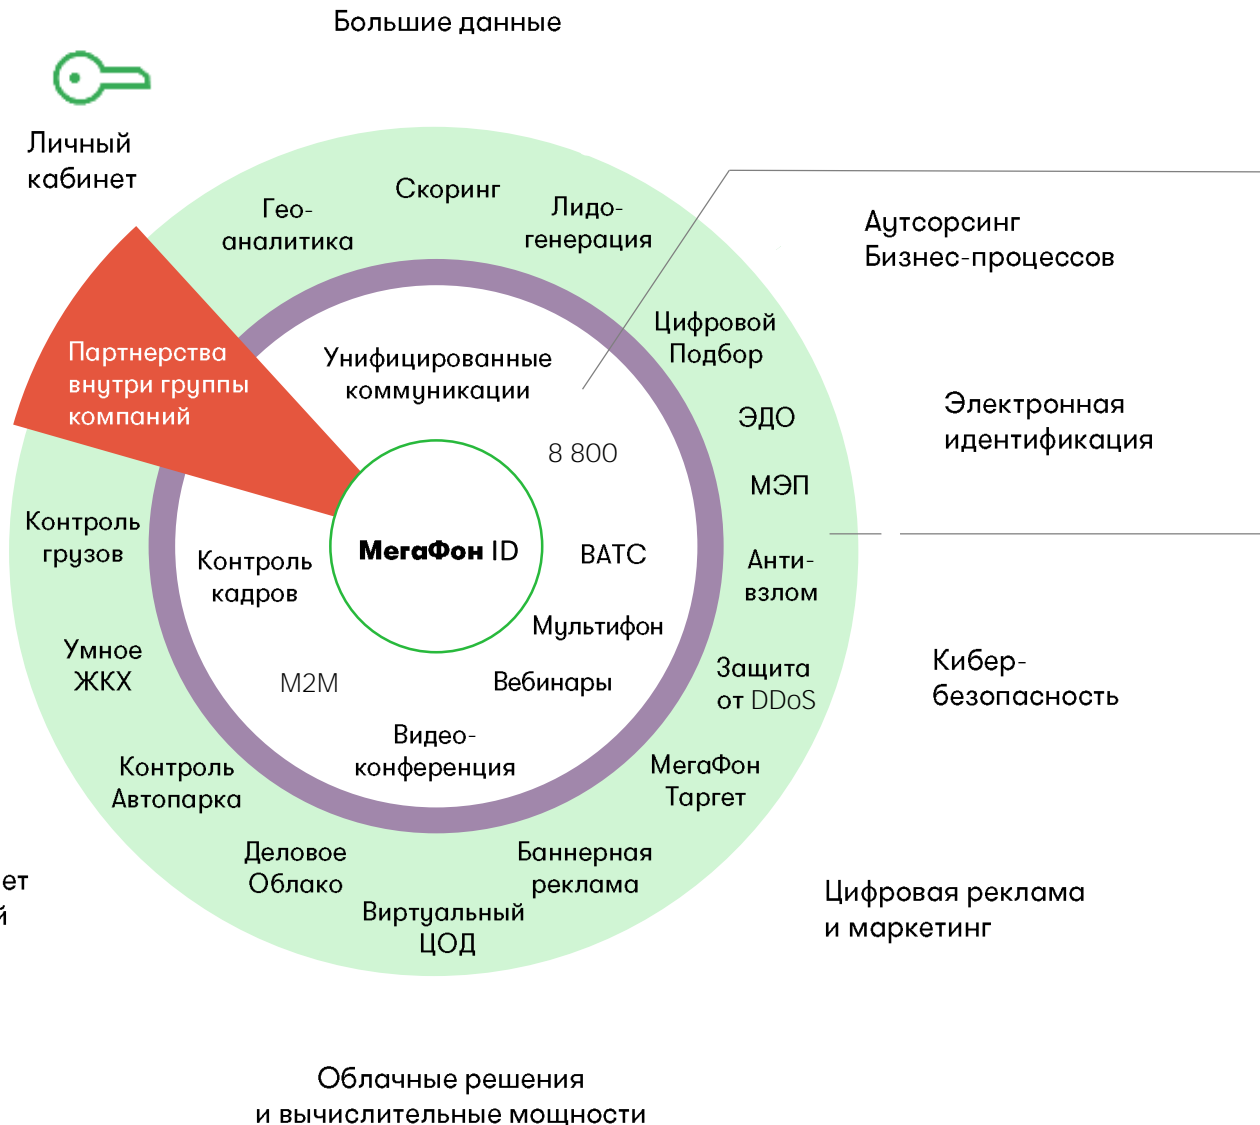 Большие данные
Личный
кабинет
Гео-
аналитика
Скоринг
Лидо-
генерация
Аутсорсинг
Бизнес-процессов
Партнерства
внутри группы
компаний
Унифицированные
коммуникации
Цифровой
Подбор
ЭДО
Электронная
идентификация
8 800
МЭП
Контроль
грузов
Контроль
кадров
МегаФон ID
ВАТС
Анти-
взлом
Мультифон
Умное
ЖКХ
M2M
Вебинары
Защита
от DDoS
Кибер-
безопасность
Видео-
конференция
Контроль
Автопарка
МегаФон
Таргет
Деловое
Облако
Баннерная
реклама
Виртуальный
ЦОД
ет
й
Цифровая реклама
и маркетинг
Облачные решения
и вычислительные мощности